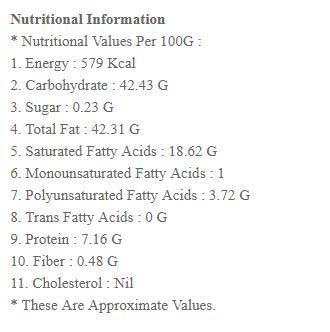 Nutritional Information
* Nutritional Values Per 100G :
1. Energy : 579 Kcal
2. Carbohydrate : 42.43 G
3. Sugar : 0.23 G
4. Total Fat : 42.31 G
5. Saturated Fatty Acids : 18.62 G
6. Monounsaturated Fatty Acids : 1
7. Polyunsaturated Fatty Acids : 3.72 G
8. Trans Fatty Acids : 0 G
9. Protein : 7.16 G
10. Fiber : 0.48 G
11. Cholesterol : Nil
* These Are Approximate Values.